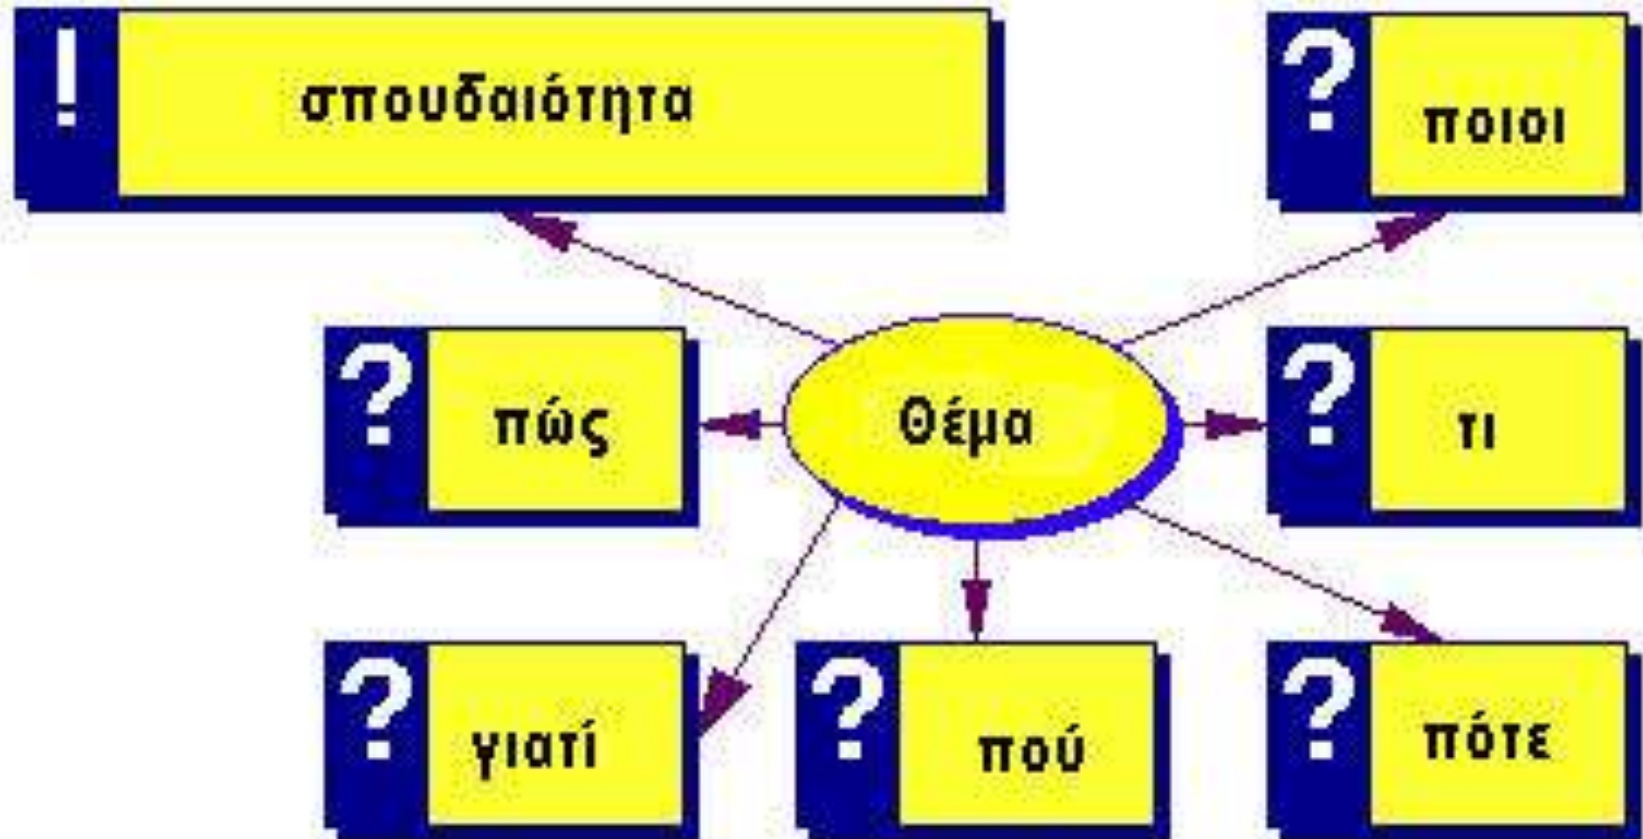 ! σπουδαιότητα
? ποιοι
? πώς
Θέμα
? τι
? γιατί
? πού
? πότε